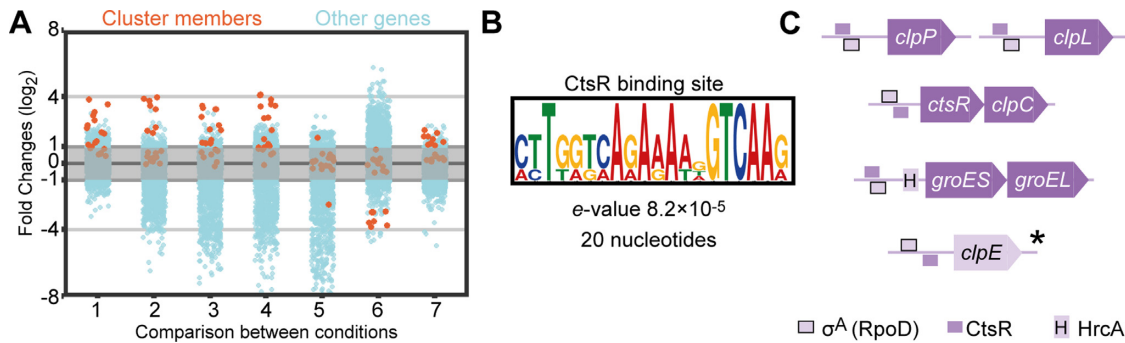 A
Cluster members
Other genes
Fold Changes (log2)
8
4
1
0
-1
-4
-8
1 2 3 4 5 6 7
Comparison between conditions
B
CtsR binding site
CTTGGTCAGAAAAGGTCAAG
ACTTAGAAAGATTAA
e-value 8.2×10-5
20 nucleotides
C
clpP
clpL
ctsR
clpC
H
groES
groEL
clpE
*
σA (RpoD)
CtsR
H HrcA